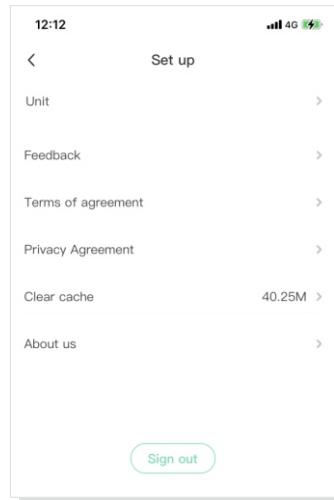 12:12
4G
Set up
Unit
Feedback
Terms of agreement
Privacy Agreement
Clear cache 40.25M
About us
Sign out